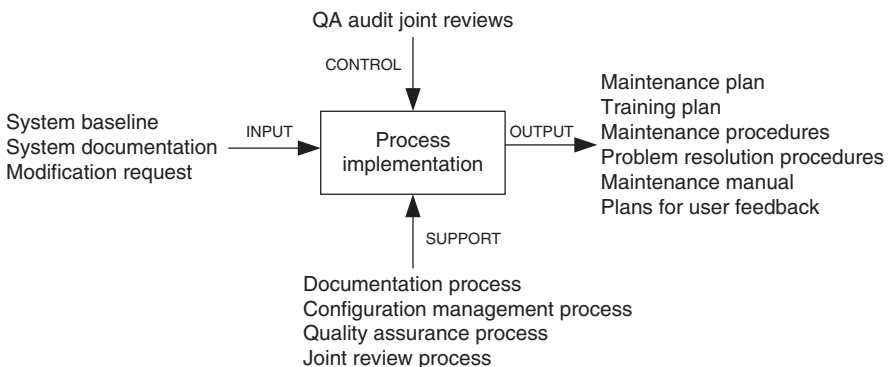 QA audit joint reviews
CONTROL
System baseline
System documentation
Modification request
INPUT
Process
implementation
OUTPUT
Maintenance plan
Training plan
Maintenance procedures
Problem resolution procedures
Maintenance manual
Plans for user feedback
SUPPORT
Documentation process
Configuration management process
Quality assurance process
Joint review process